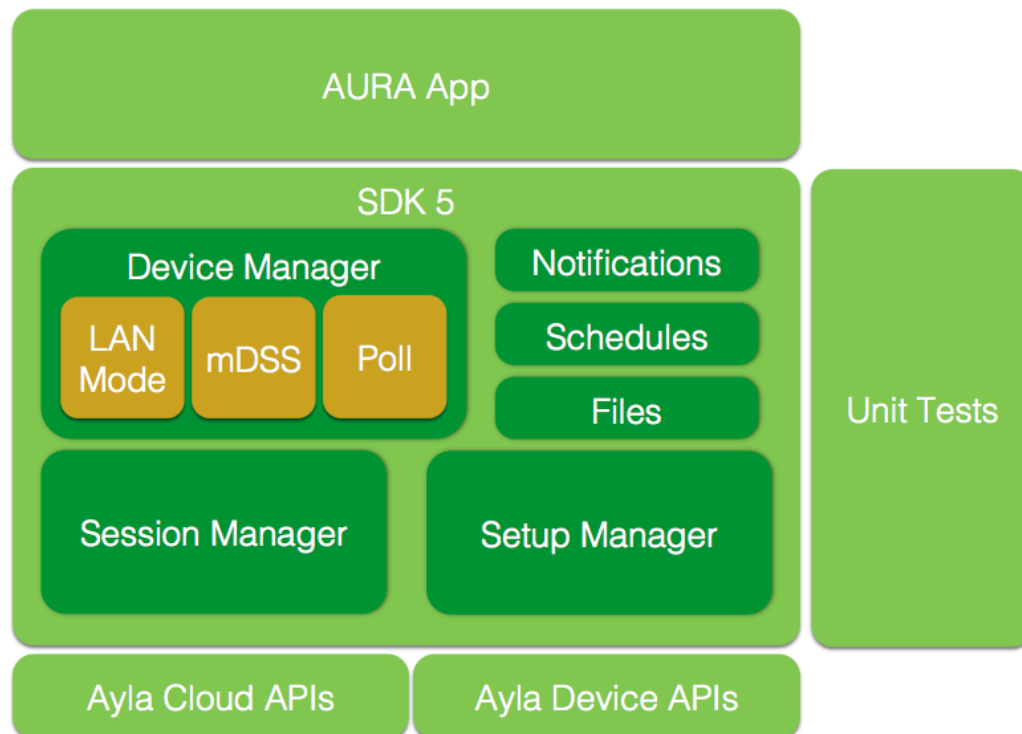 AURA App
SDK 5
Device Manager
LAN
Mode
mDSS
Poll
Notifications
Schedules
Files
Session Manager
Setup Manager
Unit Tests
Ayla Cloud APIs
Ayla Device APIs